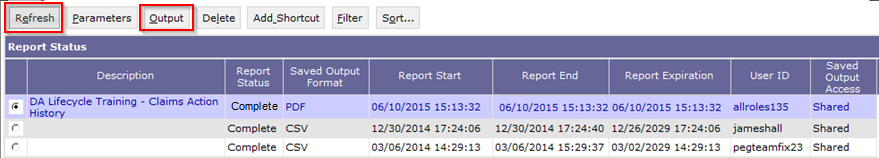 Refresh Parameters Output Delete Add Shortcut Filter Sort...
Report Status
Description Report Status Saved Output Format Report Start Report End Report Expiration User ID Saved Output Access
DA Lifecycle Training - Claims Action History Complete PDF 06/10/2015 15:13:32 06/10/2015 15:13:32 06/10/2015 15:13:32 allroles135 Shared
Complete CSV 12/30/2014 17:24:06 12/30/2014 17:24:40 12/26/2029 17:24:06 jameshall Shared
Complete CSV 03/06/2014 14:29:13 03/06/2014 15:29:37 03/02/2029 14:29:13 pegteamfix23 Shared